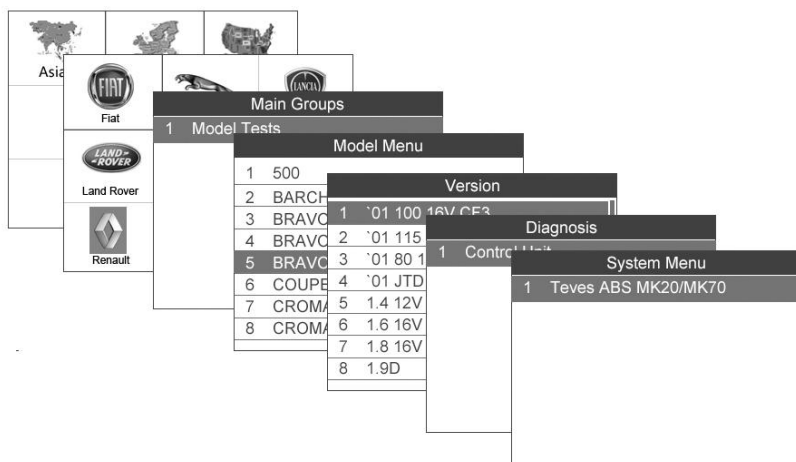 Asia
FIAT
Fiat
LANCIA
LAND-
-ROVER
Land Rover
Renault
Main Groups
1 Model Tests
Model Menu
1 500
2 BARCH
3 BRAVO
4 BRAVO
5 BRAVO
6 COUPE
7 CROMA
8 CROMA
Version
1 `01 100 16V CF3
2 `01 115
3 `01 80 1
4 `01 JTD
5 1.4 12V
6 1.6 16V
7 1.8 16V
8 1.9D
Diagnosis
1 Control Unit
System Menu
1 Teves ABS MK20/MK70